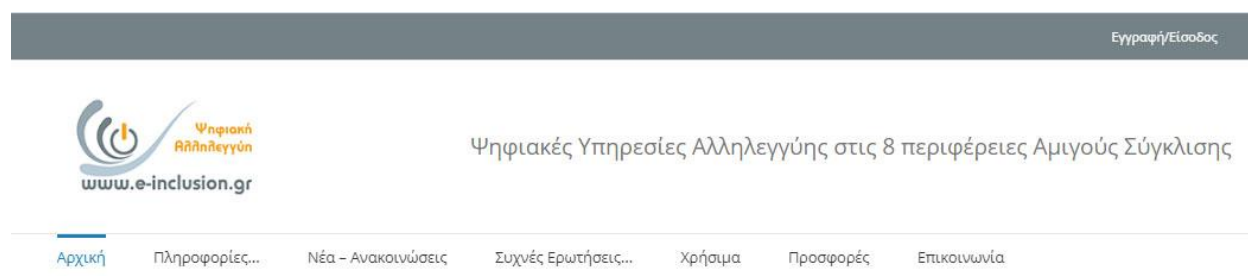 Εγγραφή/Είσοδος
Ψηφιακή
Αλληλεγγύη
www.e-inclusion.gr
Ψηφιακές Υπηρεσίες Αλληλεγγύης στις 8 περιφέρειες Αμιγούς Σύγκλισης
Αρχική Πληροφορίες... Νέα – Ανακοινώσεις Συχνές Ερωτήσεις... Χρήσιμα Προσφορές Επικοινωνία